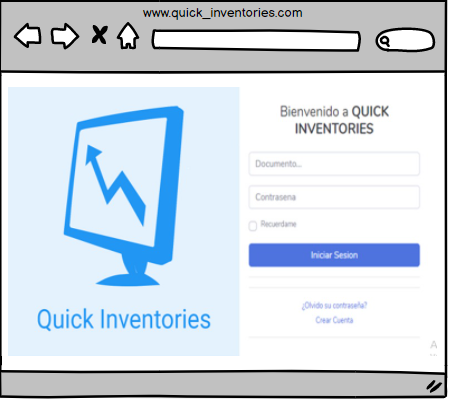 www.quick_inventories.com
Bienvenido a QUICK
INVENTORIES
Documento...
Contrasena
Recuerdame
Iniciar Sesion
¿Olvido su contraseña?
Crear Cuenta
Quick Inventories
A